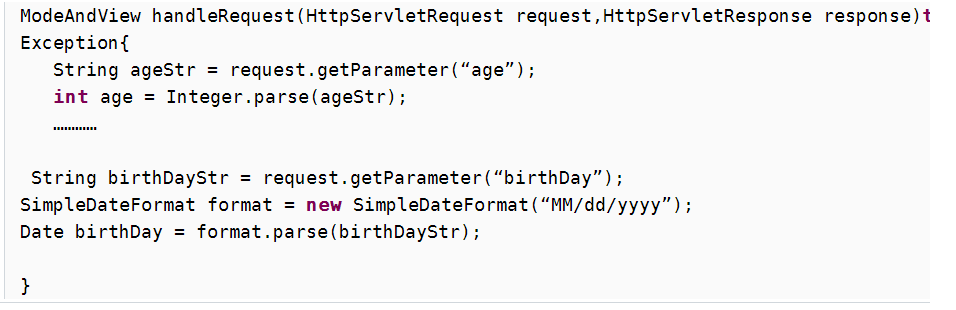 ModeAndView handleRequest(HttpServletRequest request,HttpServletResponse response)t
Exception{
String ageStr = request.getParameter(“age”);
int age = Integer.parse(ageStr);
…………
String birthDayStr = request.getParameter(“birthDay”);
SimpleDateFormat format = new SimpleDateFormat(“MM/dd/yyyy”);
Date birthDay = format.parse(birthDayStr);
}